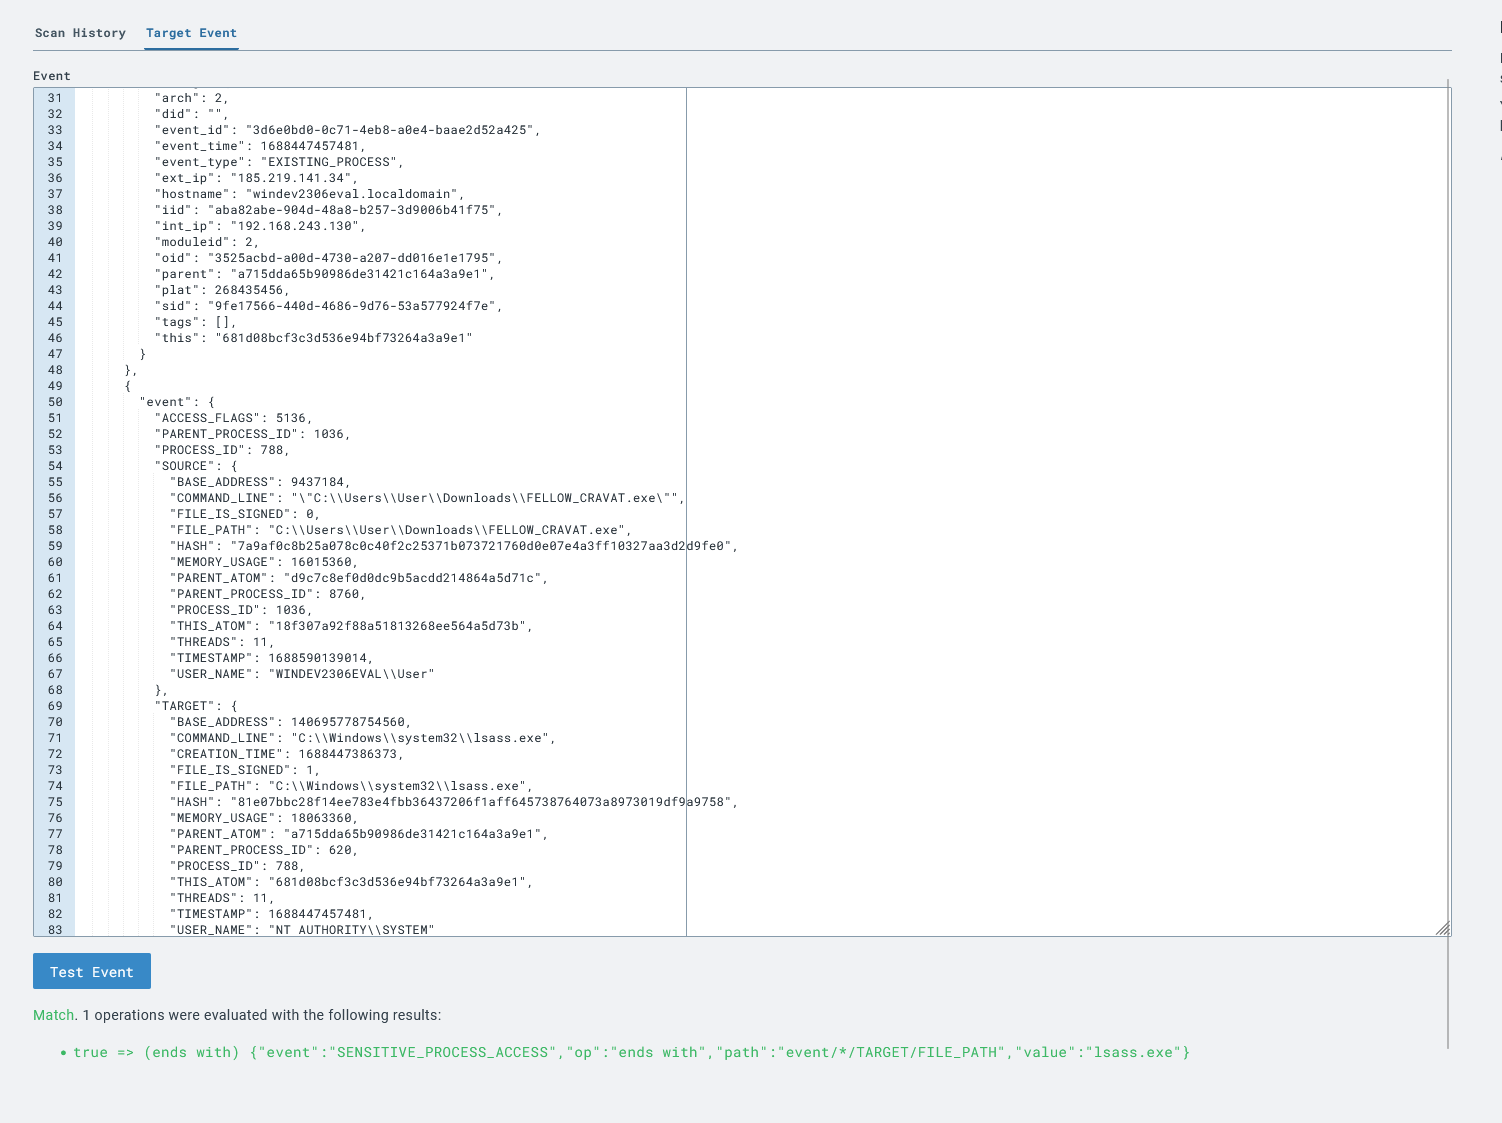 Scan History Target Event
Event
31 "arch": 2,
32 "did": "",
33 "event_id": "3d6e0bd0-0c71-4eb8-a0e4-baae2d52a425",
34 "event_time": 1688447457481,
35 "event_type": "EXISTING_PROCESS",
36 "ext_ip": "185.219.141.34",
37 "hostname": "windev2306eval.localdomain",
38 "iid": "aba82abe-904d-48a8-b257-3d9006b41f75",
39 "int_ip": "192.168.243.130",
40 "moduleid": 2,
41 "oid": "3525acbd-a00d-4730-a207-dd016e1e1795",
42 "parent": "a715dda65b90986de31421c164a3a9e1",
43 "plat": 268435456,
44 "sid": "9fe17566-440d-4686-9d76-53a577924f7e",
45 "tags": [],
46 "this": "681d08bcf3c3d536e94bf73264a3a9e1"
47 }
48 },
49 {
50 "event": {
51 "ACCESS_FLAGS": 5136,
52 "PARENT_PROCESS_ID": 1036,
53 "PROCESS_ID": 788,
54 "SOURCE": {
55 "BASE_ADDRESS": 9437184,
56 "COMMAND_LINE": "\"C:\\Users\\User\\Downloads\\FELLOW_CRAVAT.exe\"",
57 "FILE_IS_SIGNED": 0,
58 "FILE_PATH": "C:\\Users\\User\\Downloads\\FELLOW_CRAVAT.exe",
59 "HASH": "7a9af0c8b25a078c0c40f2c25371b073721760d0e07e4a3ff10327aa3d2d9fe0",
60 "MEMORY_USAGE": 16015360,
61 "PARENT_ATOM": "d9c7c8ef0d0dc9b5acdd214864a5d71c",
62 "PARENT_PROCESS_ID": 8760,
63 "PROCESS_ID": 1036,
64 "THIS_ATOM": "18f307a92f88a51813268ee564a5d73b",
65 "THREADS": 11,
66 "TIMESTAMP": 1688590139014,
67 "USER_NAME": "WINDEV2306EVAL\\User"
68 },
69 "TARGET": {
70 "BASE_ADDRESS": 140695778754560,
71 "COMMAND_LINE": "C:\\Windows\\system32\\lsass.exe",
72 "CREATION_TIME": 1688447386373,
73 "FILE_IS_SIGNED": 1,
74 "FILE_PATH": "C:\\Windows\\system32\\lsass.exe",
75 "HASH": "81e07bbc28f14ee783e4fbb36437206f1aff645738764073a8973019df9a9758",
76 "MEMORY_USAGE": 18063360,
77 "PARENT_ATOM": "a715dda65b90986de31421c164a3a9e1",
78 "PARENT_PROCESS_ID": 620,
79 "PROCESS_ID": 788,
80 "THIS_ATOM": "681d08bcf3c3d536e94bf73264a3a9e1",
81 "THREADS": 11,
82 "TIMESTAMP": 1688447457481,
83 "USER_NAME": "NT AUTHORITY\\SYSTEM"
Test Event
Match. 1 operations were evaluated with the following results:
• true => (ends with) {"event":"SENSITIVE_PROCESS_ACCESS","op":"ends with","path":"event/*/TARGET/FILE_PATH","value":"lsass.exe"}